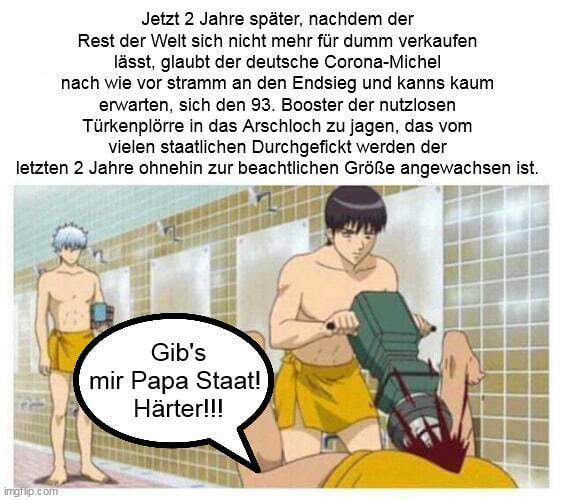 Jetzt 2 Jahre später, nachdem der
Rest der Welt sich nicht mehr für dumm verkaufen
lässt, glaubt der deutsche Corona-Michel
nach wie vor stramm an den Endsieg und kanns kaum
erwarten, sich den 93. Booster der nutzlosen
Türkenplörre in das Arschloch zu jagen, das vom
vielen staatlichen Durchgefickt werden der
letzten 2 Jahre ohnehin zur beachtlichen Größe angewachsen ist.
Gib's
mir Papa Staat!
Härter!!!
imgflip.com